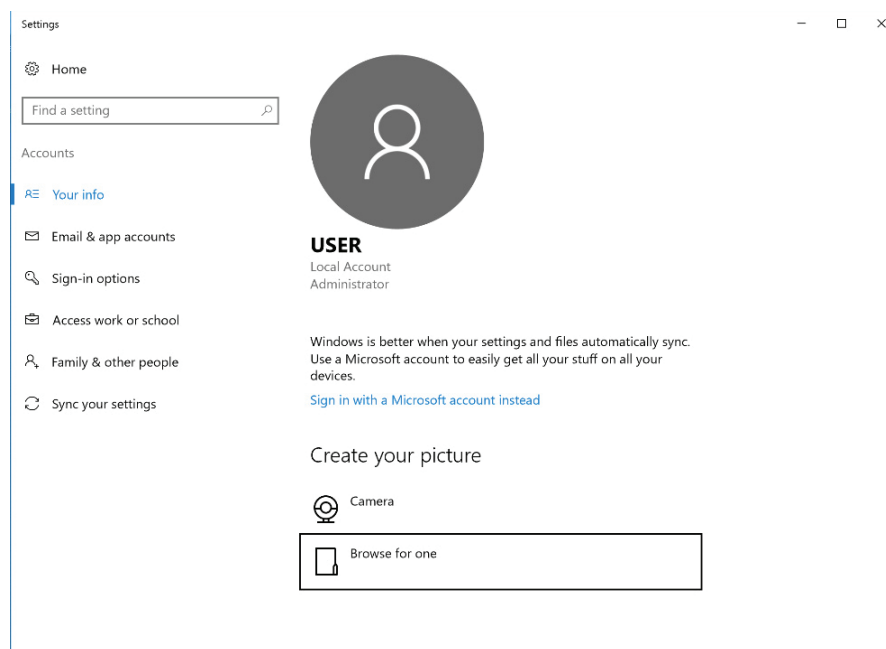 Settings
Home
Find a setting
Accounts
Your info
Email & app accounts
Sign-in options
Access work or school
Family & other people
Sync your settings
USER
Local Account
Administrator
Windows is better when your settings and files automatically sync.
Use a Microsoft account to easily get all your stuff on all your
devices.
Sign in with a Microsoft account instead
Create your picture
Camera
Browse for one